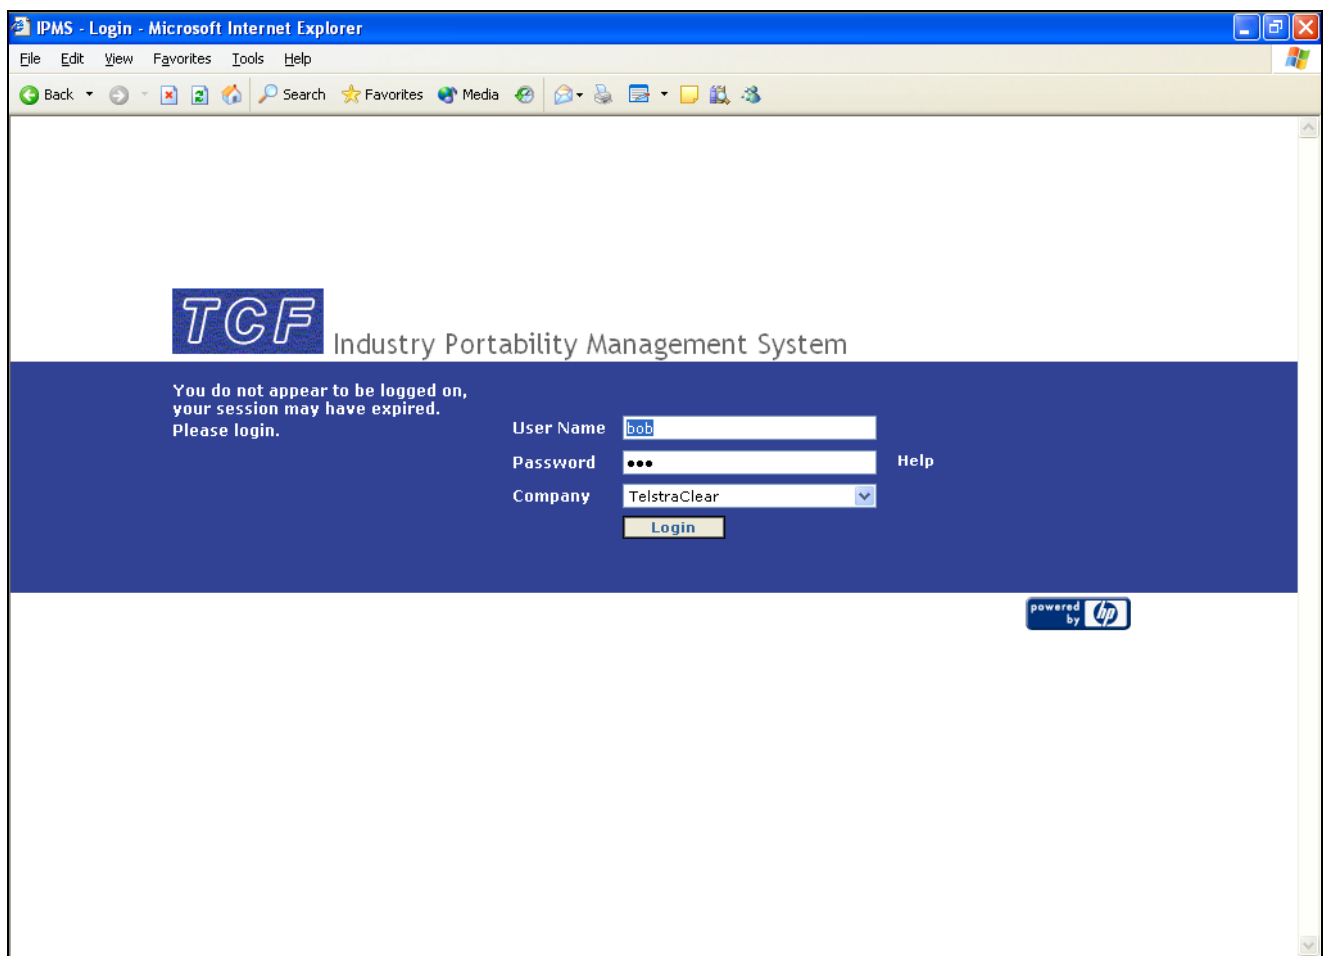 IPMS - Login - Microsoft Internet Explorer
File Edit View Favorites Tools Help
Back Search Favorites Media
TCF Industry Portability Management System
You do not appear to be logged on,
your session may have expired.
Please login.
User Name bob
Password ••• Help
Company TelstraClear
Login
powered by hp